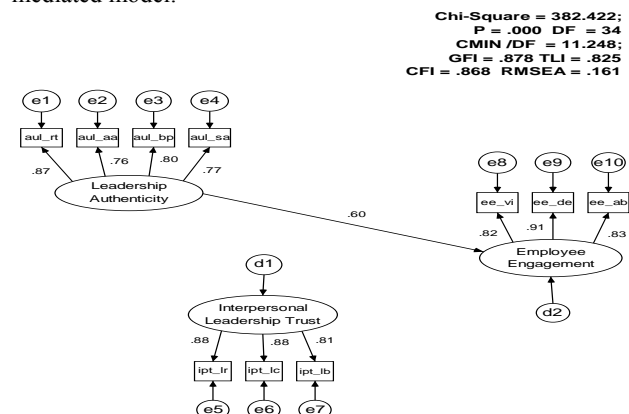 mediated model.
Chi-Square = 382.422;
P = .000 DF = 34
CMIN /DF = 11.248;
GFI = .878 TLI = .825
CFI = .868 RMSEA = .161
e1 e2 e3 e4
aul_rt aul_aa aul_bp aul_sa
.87 .76 .80 .77
Leadership
Authenticity
e8 e9 e10
ee_vi ee_de ee_ab
.82 .91 .83
.60
Employee
Engagement
d2
d1
Interpersonal
Leadership Trust
.88 .88 .81
ipt_lr ipt_lc ipt_lb
e5 e6 e7